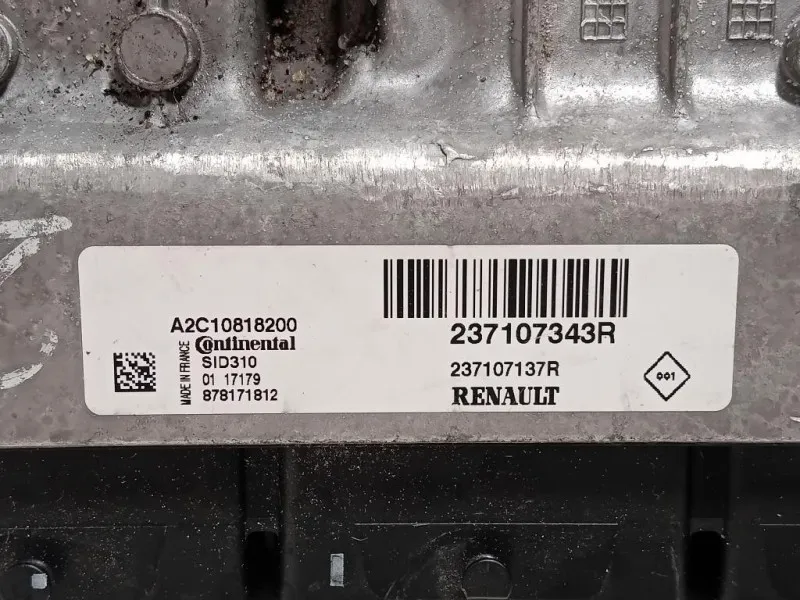 A2C10818200
Continental
SID310
01 17179
878171812
MADE IN FRANCE
237107343R
237107137R
RENAULT
001